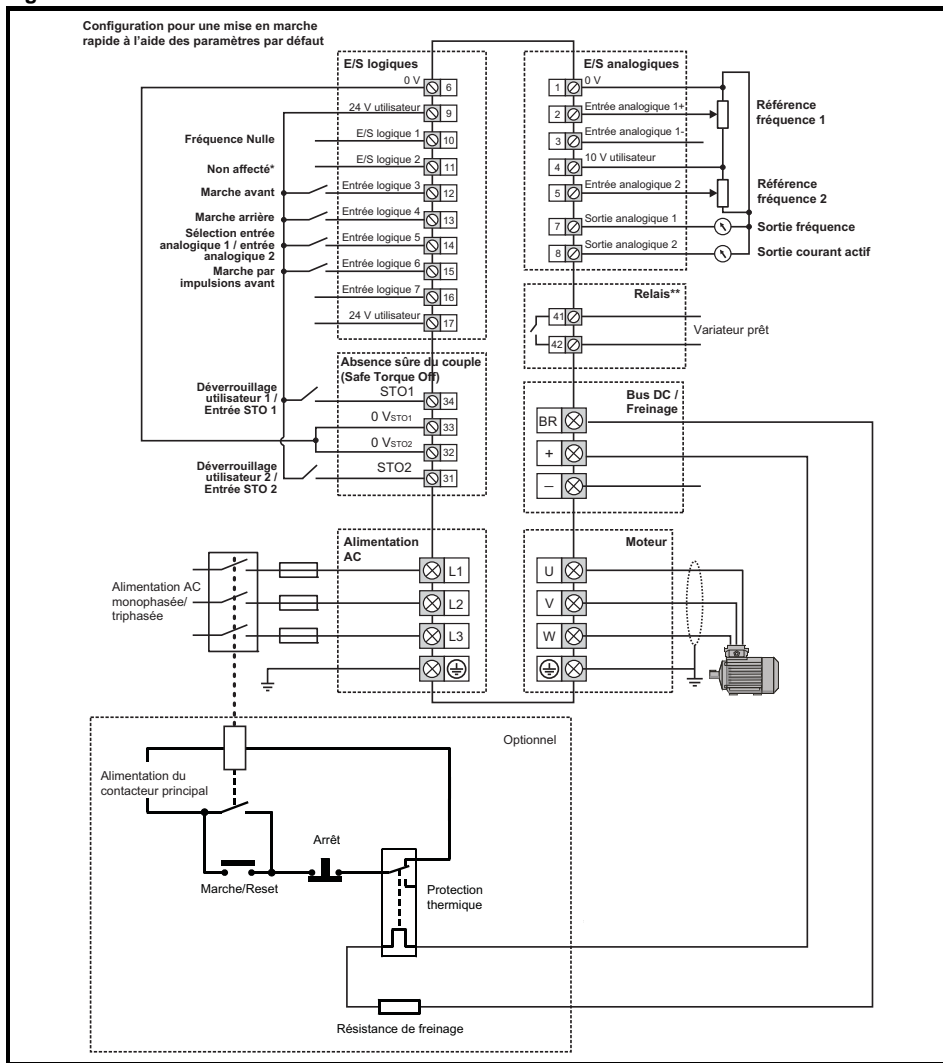 Configuration pour une mise en marche
rapide à l'aide des paramètres par défaut
E/S logiques
0 V
6
24 V utilisateur
9
Fréquence Nulle
E/S logique 1
10
Non affecté*
E/S logique 2
11
Marche avant
Entrée logique 3
12
Marche arrière
Entrée logique 4
13
Sélection entrée
analogique 1 / entrée
analogique 2
Entrée logique 5
14
Marche par
impulsions avant
Entrée logique 6
15
Entrée logique 7
16
24 V utilisateur
17
E/S analogiques
1
0 V
2
Entrée analogique 1+
Référence
fréquence 1
3
Entrée analogique 1-
4
10 V utilisateur
5
Entrée analogique 2
Référence
fréquence 2
7
Sortie analogique 1
Sortie fréquence
8
Sortie analogique 2
Sortie courant actif
Relais**
41
42
Variateur prêt
Absence sûre du couple
(Safe Torque Off)
Déverrouillage
utilisateur 1 /
Entrée STO 1
STO1
34
0 VSTO1
33
0 VSTO2
32
Déverrouillage
utilisateur 2 /
Entrée STO 2
STO2
31
Bus DC /
Freinage
BR
+
–
Alimentation
AC
Alimentation AC
monophasée/
triphasée
L1
L2
L3
Moteur
U
V
W
Optionnel
Alimentation du
contacteur principal
Arrêt
Marche/Reset
Protection
thermique
Résistance de freinage